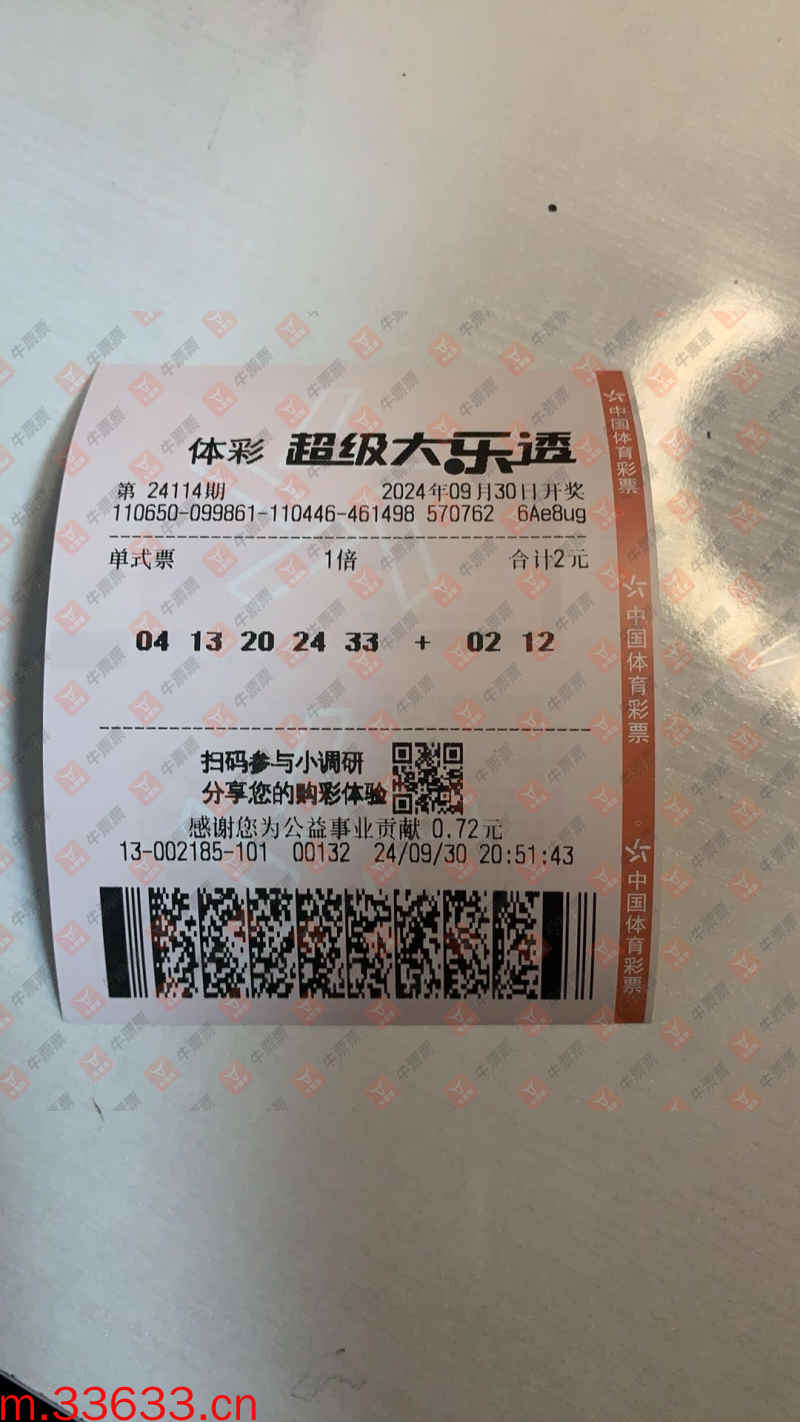 体彩 超级大乐透
第 24114期 2024年09月30日开奖
110650-099861-110446-461498 570762 6Ae8ug
单式票 1倍 合计2元
04 13 20 24 33 + 02 12
扫码参与小调研
分享您的购彩体验
感谢您为公益事业贡献 0.72元
13-002185-101 00132 24/09/30 20:51:43
中国体育彩票
中国体育彩票
中国体育彩票
牛票票
m.33633.cn